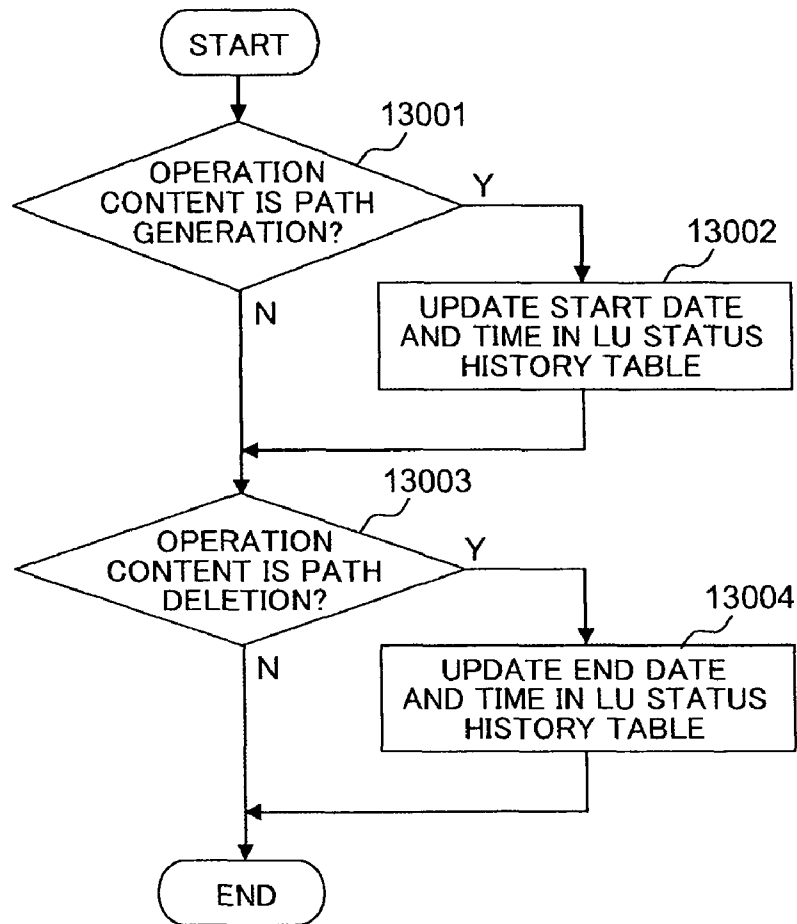 START
13001
OPERATION
CONTENT IS PATH
GENERATION?
Y
13002
UPDATE START DATE
AND TIME IN LU STATUS
HISTORY TABLE
N
13003
OPERATION
CONTENT IS PATH
DELETION?
Y
13004
UPDATE END DATE
AND TIME IN LU STATUS
HISTORY TABLE
N
END